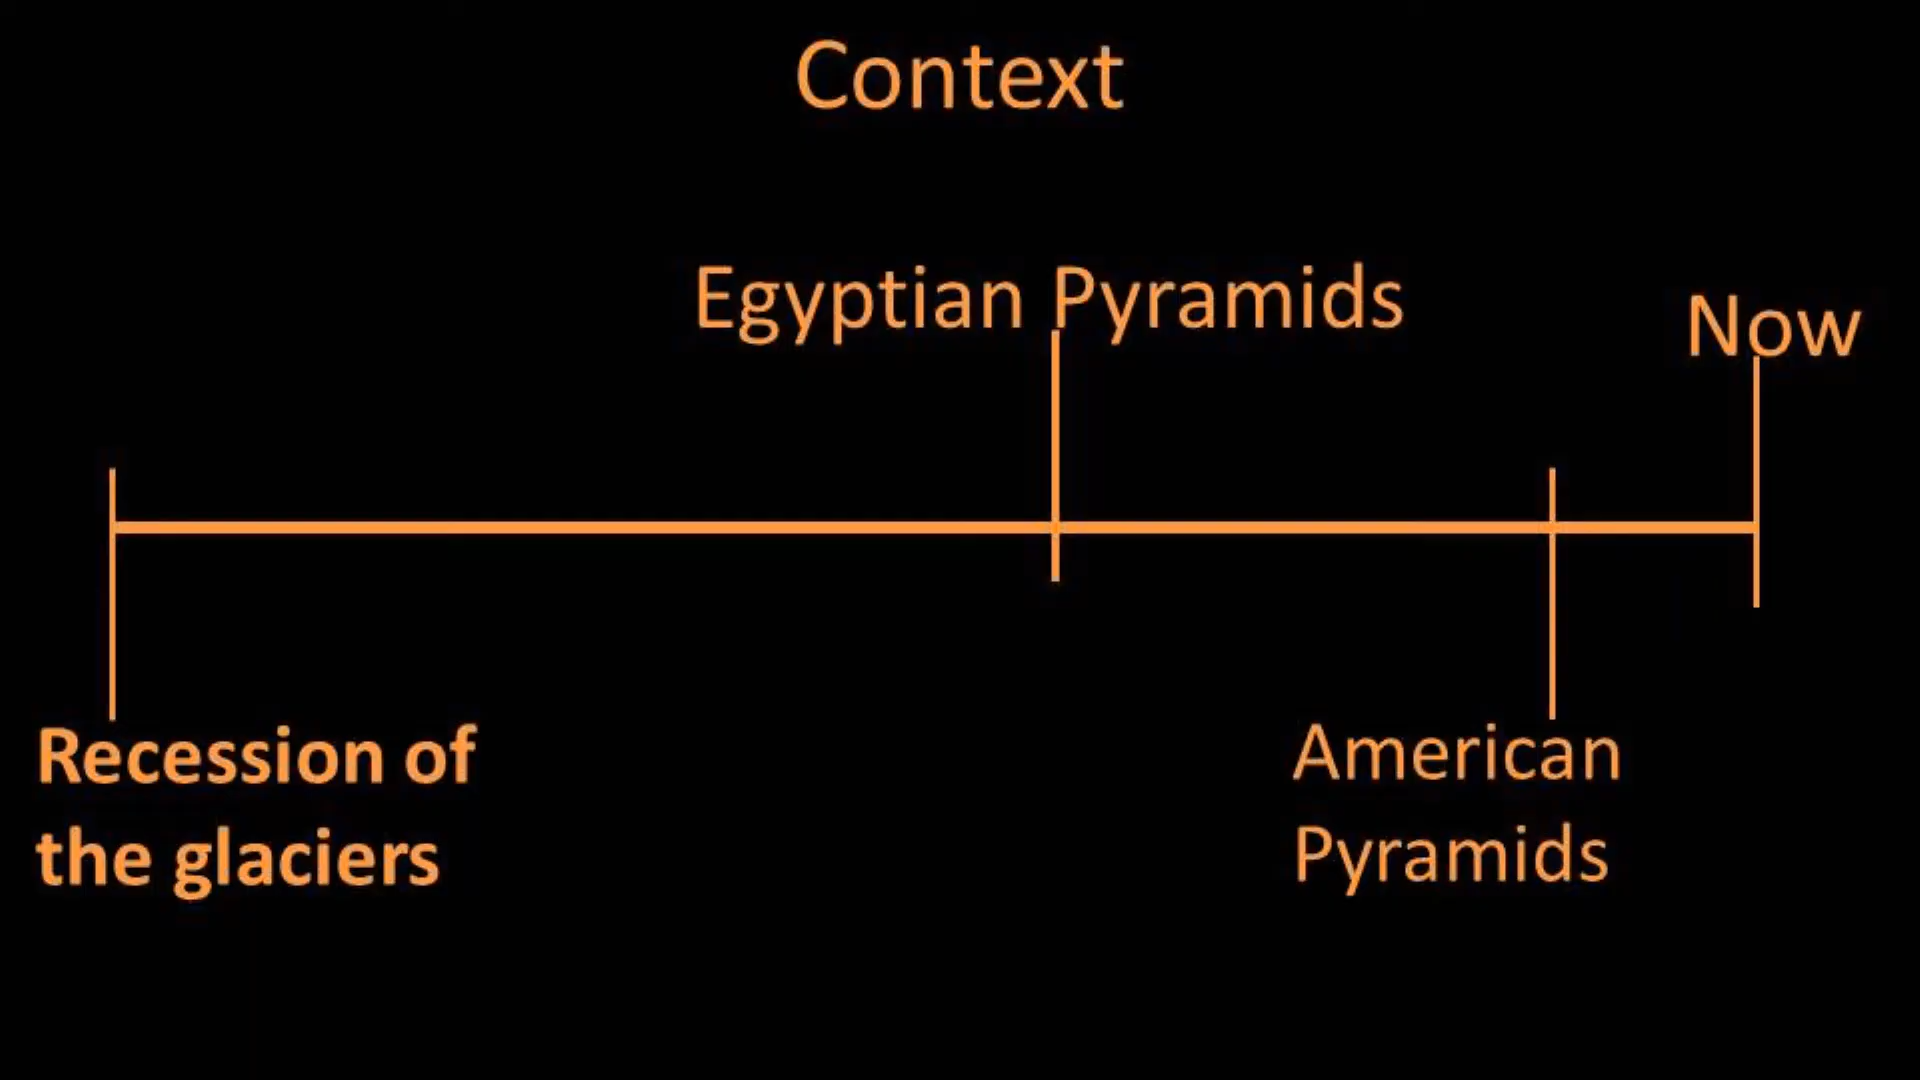 Context
Egyptian Pyramids
Now
Recession of
the glaciers
American
Pyramids